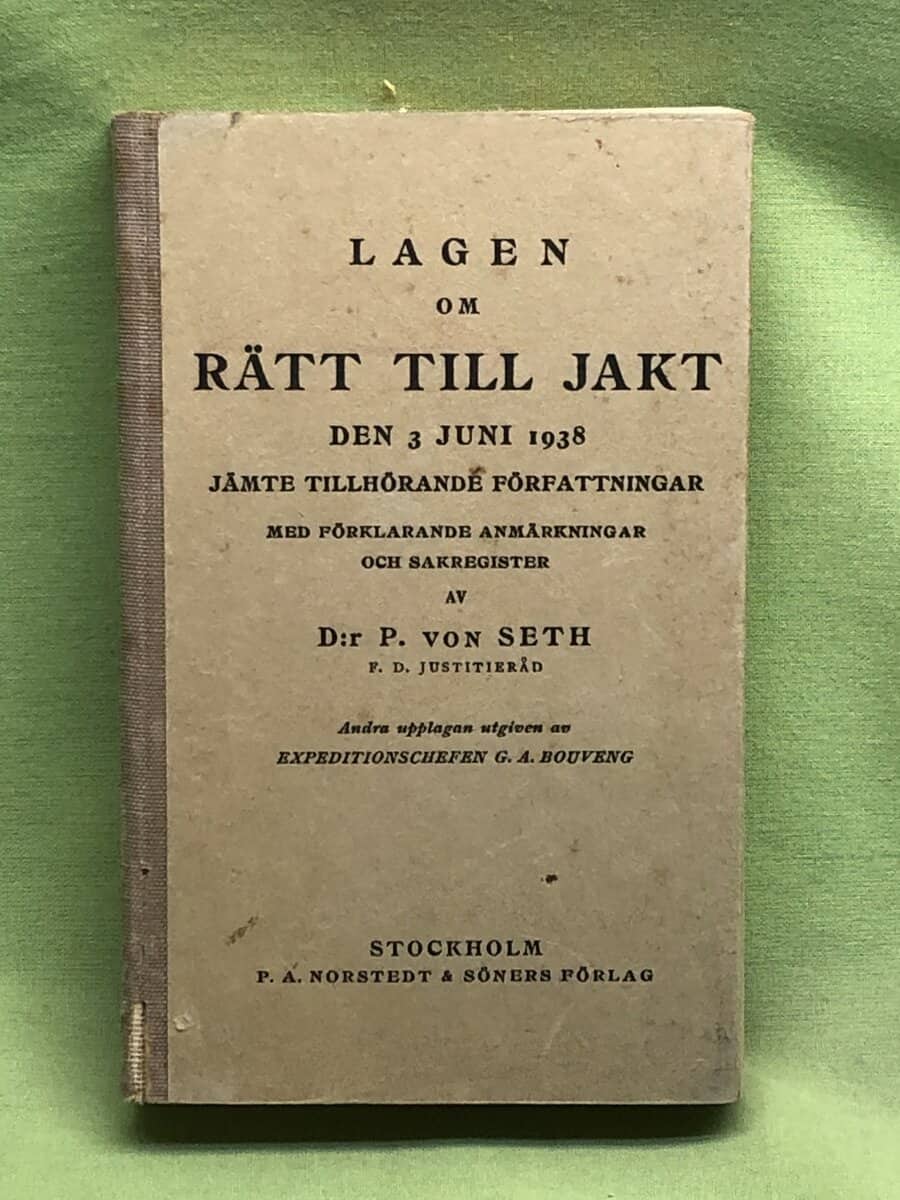 LAGEN
OM
RÄTT TILL JAKT
DEN 3 JUNI 1938
JÄMTE TILLHÖRANDE FÖRFATTNINGAR
MED FÖRKLARANDE ANMÄRKNINGAR
OCH SAKREGISTER
AV
D:r P. VON SETH
F. D. JUSTITIERÅD
Andra upplagan utgiven av
EXPEDITIONSCHEFEN G. A. BOUVENG
STOCKHOLM
P. A. NORSTEDT & SÖNERS FÖRLAG